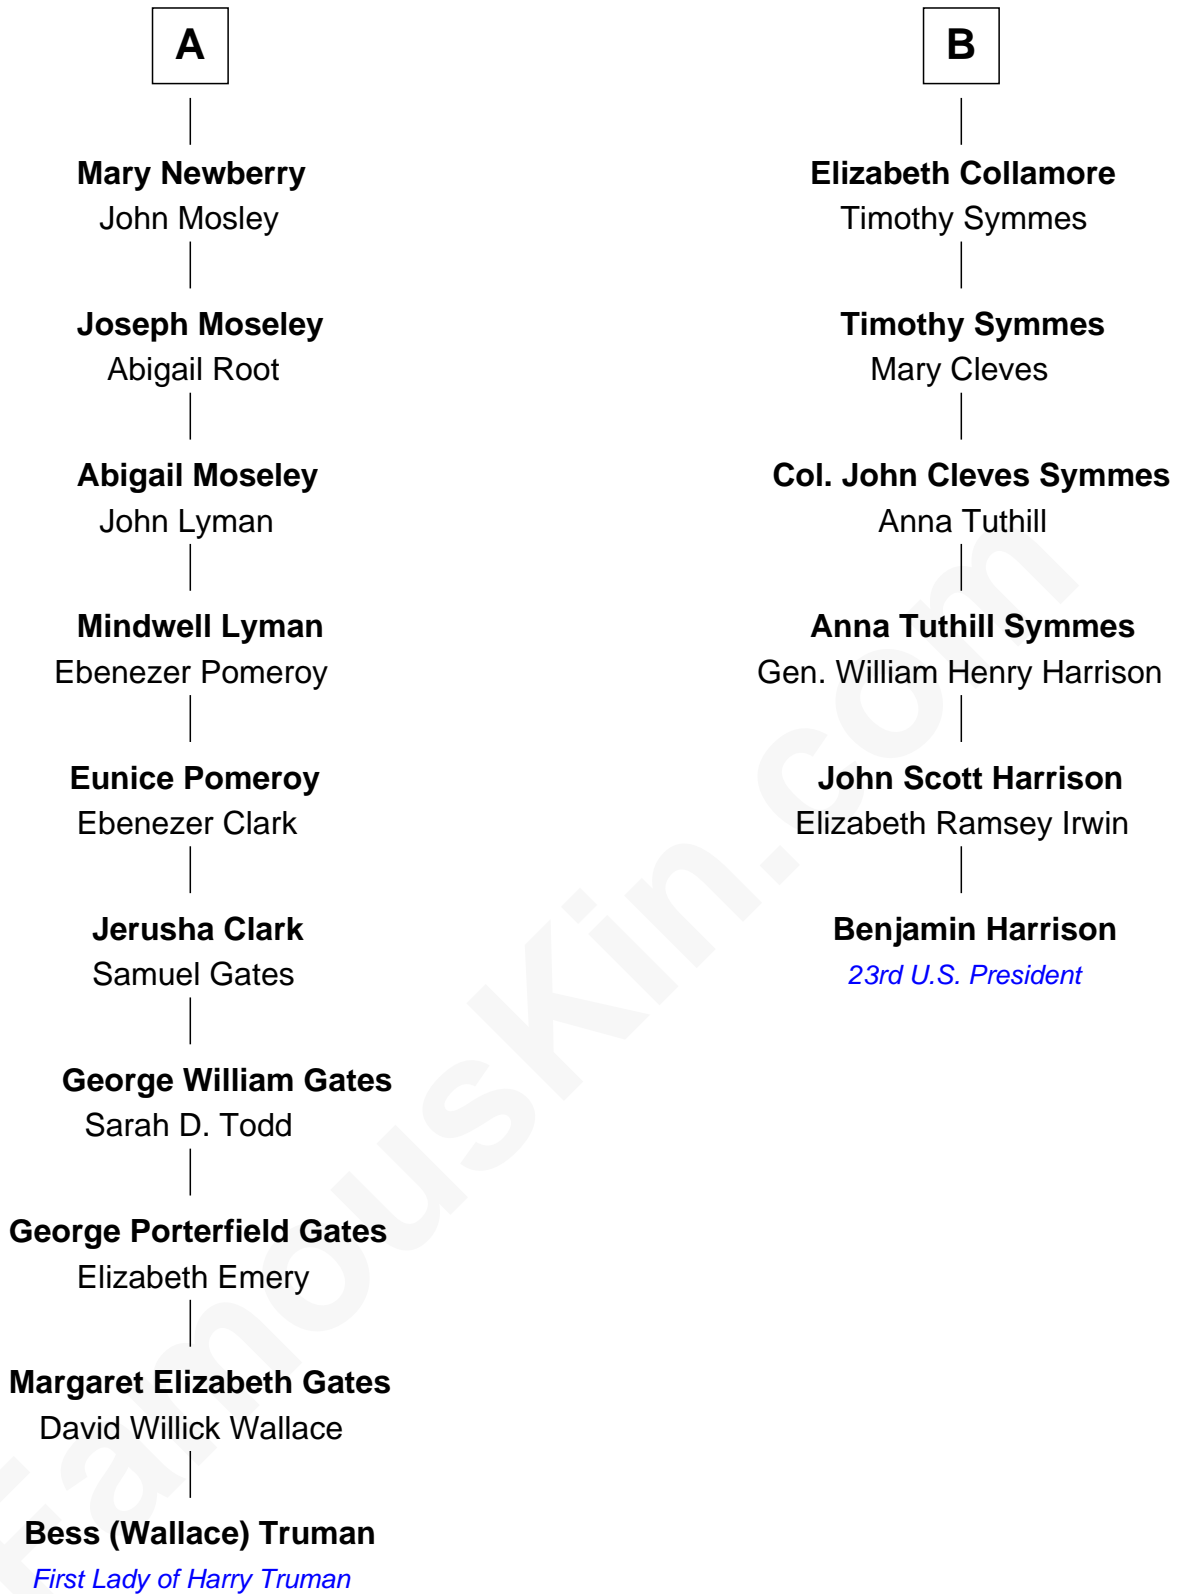 A
Mary Newberry
John Mosley
Joseph Moseley
Abigail Root
Abigail Moseley
John Lyman
Mindwell Lyman
Ebenezer Pomeroy
Eunice Pomeroy
Ebenezer Clark
Jerusha Clark
Samuel Gates
George William Gates
Sarah D. Todd
George Porterfield Gates
Elizabeth Emery
Margaret Elizabeth Gates
David Willick Wallace
Bess (Wallace) Truman
First Lady of Harry Truman
B
Elizabeth Collamore
Timothy Symmes
Timothy Symmes
Mary Cleves
Col. John Cleves Symmes
Anna Tuthill
Anna Tuthill Symmes
Gen. William Henry Harrison
John Scott Harrison
Elizabeth Ramsey Irwin
Benjamin Harrison
23rd U.S. President
FamousKin.com